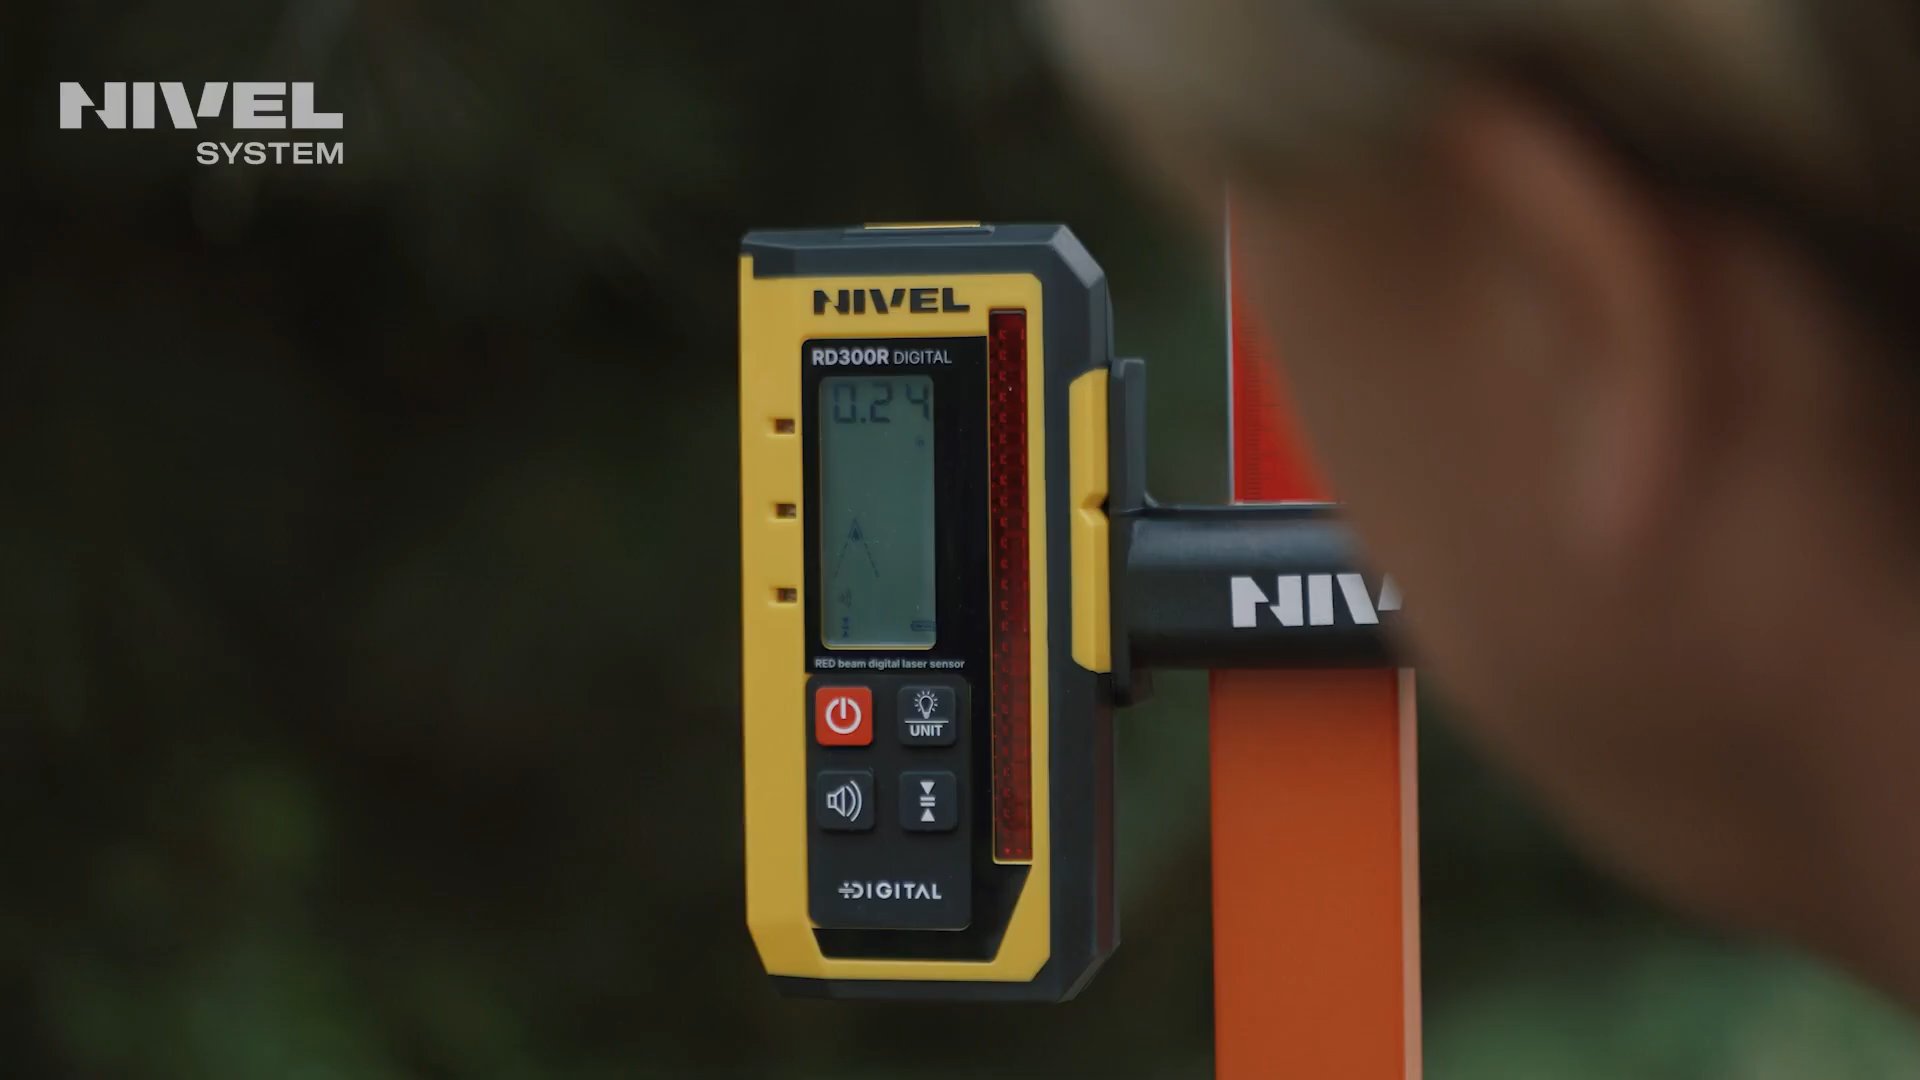 NIVEL
SYSTEM
NIVEL
RD300R DIGITAL
0.24
RED beam digital laser sensor
UNIT
DIGITAL
NIV